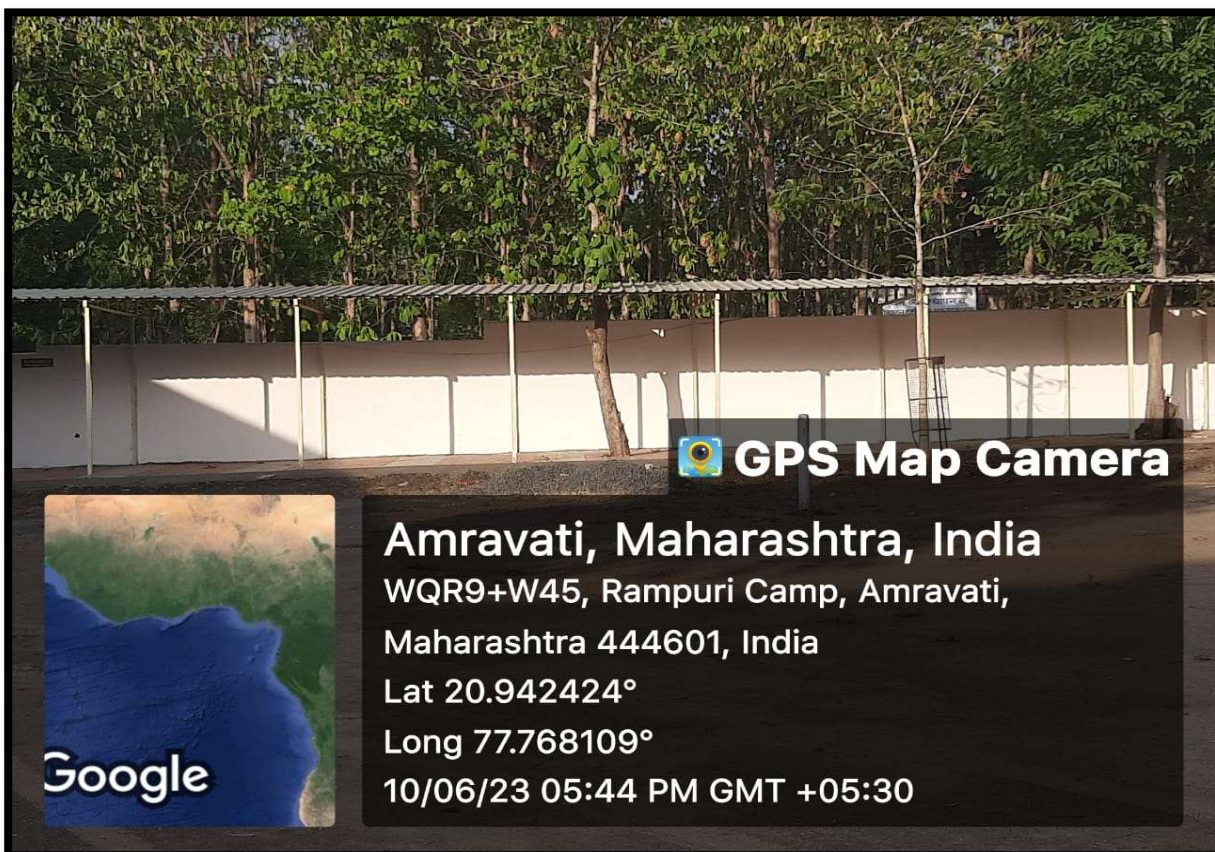 GPS Map Camera
Amravati, Maharashtra, India
WQR9+W45, Rampuri Camp, Amravati,
Maharashtra 444601, India
Lat 20.942424°
Long 77.768109°
10/06/23 05:44 PM GMT +05:30
Google